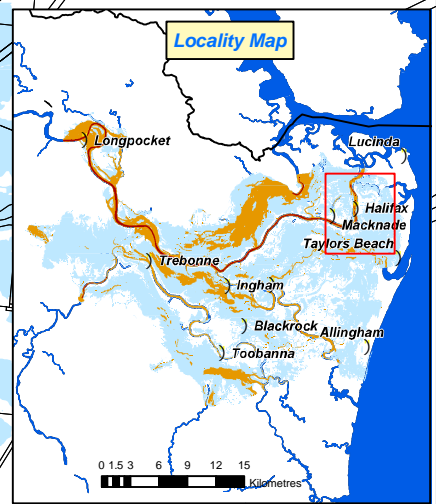 Locality Map
Longpocket
Lucinda
Halifax
Macknade
Taylors Beach
Trebonne
Ingham
Blackrock
Allingham
Toobanna
0 1.5 3 6 9 12 15
Kilometres